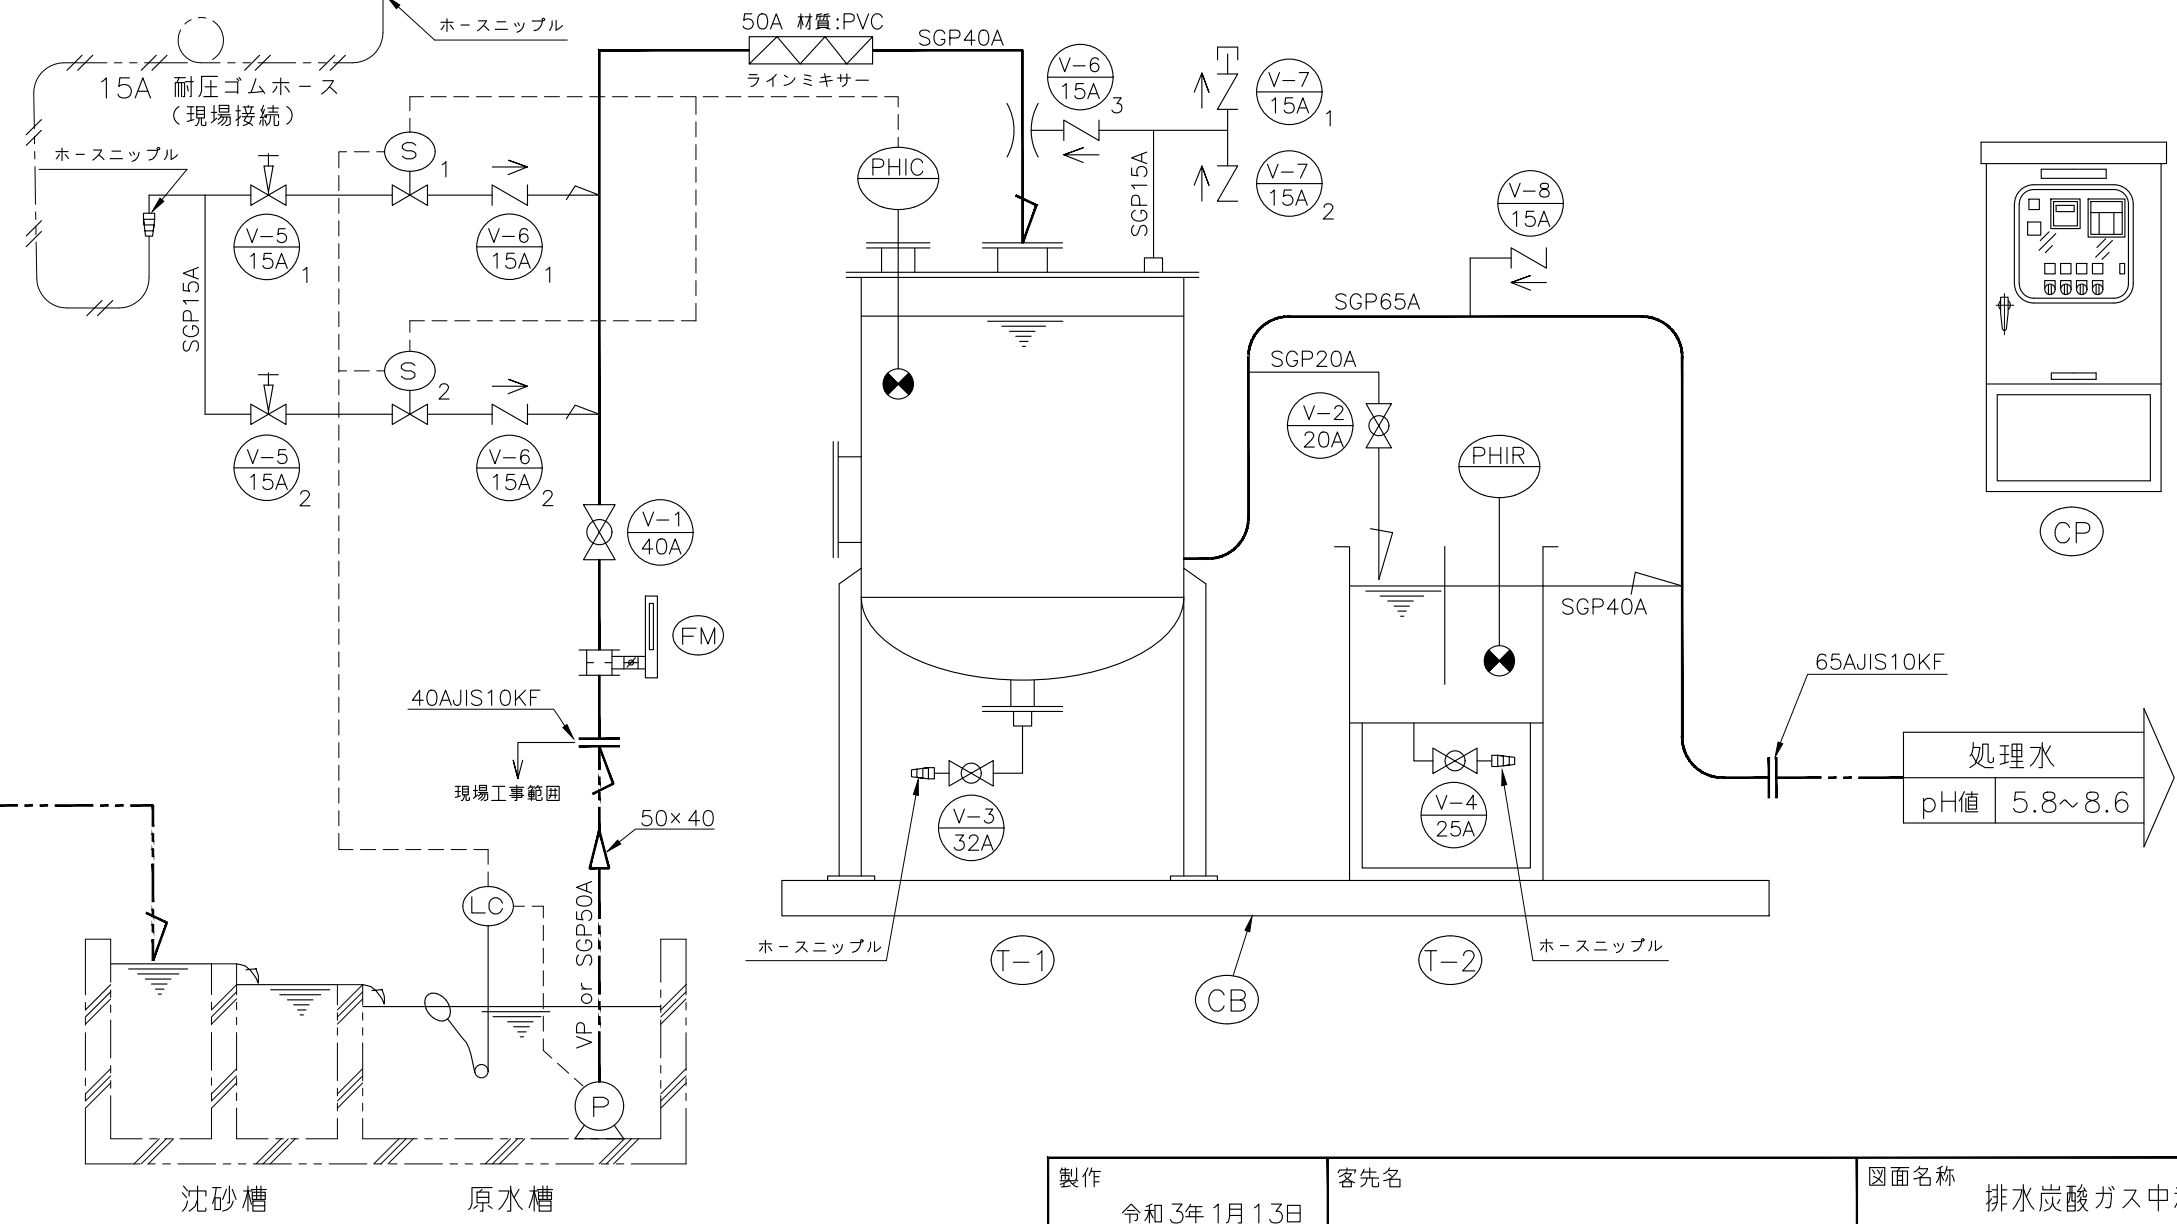 ホースニップル
50A 材質:PVC
SGP40A
ラインミキサー
15A 耐圧ゴムホース
(現場接続)
ホースニップル
V-6
15A 3
V-7
15A 1
V-7
15A 2
SGP15A
S 1
PHIC
V-8
15A
V-5
15A 1
V-6
15A 1
SGP15A
SGP65A
SGP20A
S 2
V-2
20A
PHIR
V-5
15A 2
V-6
15A 2
V-1
40A
CP
FM
SGP40A
40AJIS10KF
65AJIS10KF
現場工事範囲
処理水
pH値 5.8~8.6
50×40
V-3
32A
V-4
25A
LC
VP or SGP50A
ホースニップル
T-1
CB
T-2
ホースニップル
P
沈砂槽
原水槽
製作
令和3年1月13日
客先名
図面名称
排水炭酸ガス中